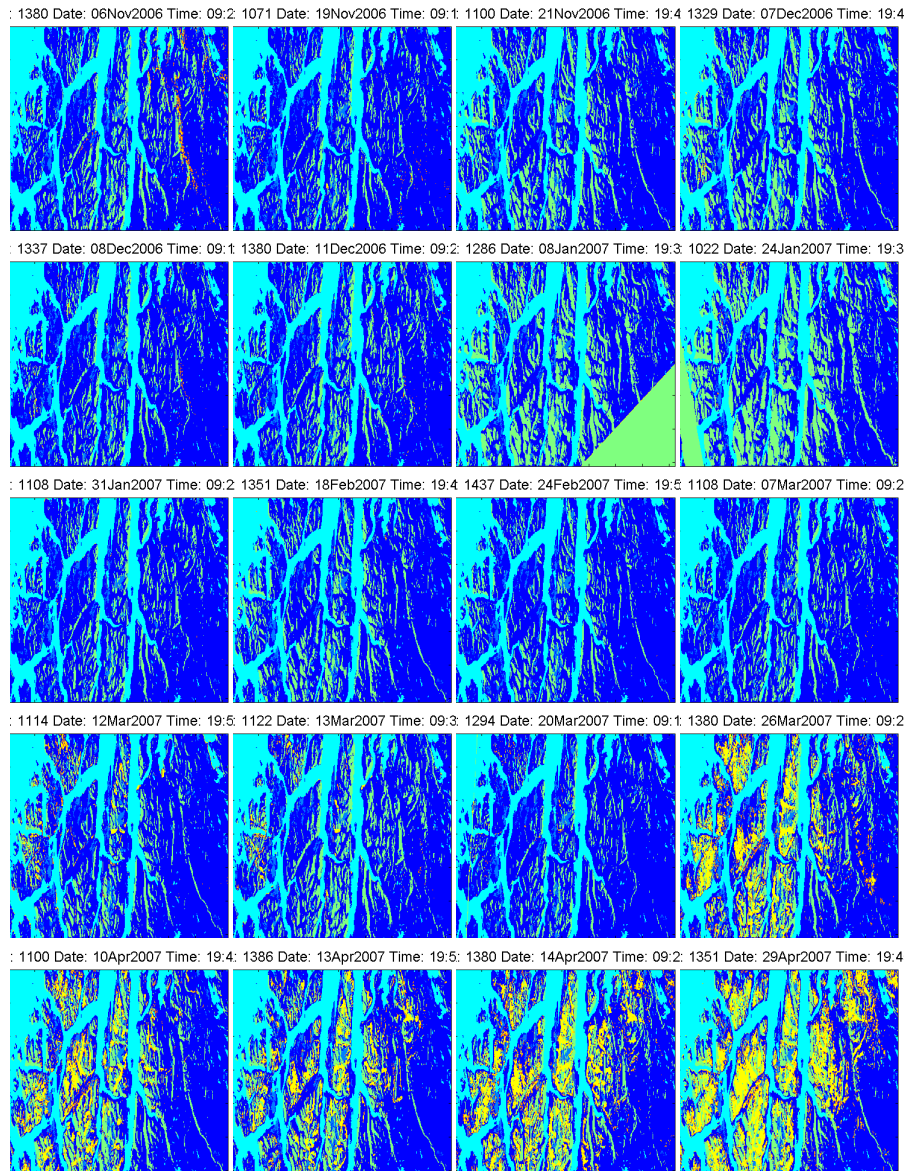 : 1380 Date: 06Nov2006 Time: 09:2 : 1071 Date: 19Nov2006 Time: 09:1 : 1100 Date: 21Nov2006 Time: 19:4 : 1329 Date: 07Dec2006 Time: 19:4
: 1337 Date: 08Dec2006 Time: 09:1 : 1380 Date: 11Dec2006 Time: 09:2 : 1286 Date: 08Jan2007 Time: 19:3 : 1022 Date: 24Jan2007 Time: 19:3
: 1108 Date: 31Jan2007 Time: 09:2 : 1351 Date: 18Feb2007 Time: 19:4 : 1437 Date: 24Feb2007 Time: 19:5 : 1108 Date: 07Mar2007 Time: 09:2
: 1114 Date: 12Mar2007 Time: 19:5 : 1122 Date: 13Mar2007 Time: 09:3 : 1294 Date: 20Mar2007 Time: 09:1 : 1380 Date: 26Mar2007 Time: 09:2
: 1100 Date: 10Apr2007 Time: 19:4 : 1386 Date: 13Apr2007 Time: 19:5 : 1380 Date: 14Apr2007 Time: 09:2 : 1351 Date: 29Apr2007 Time: 19:4